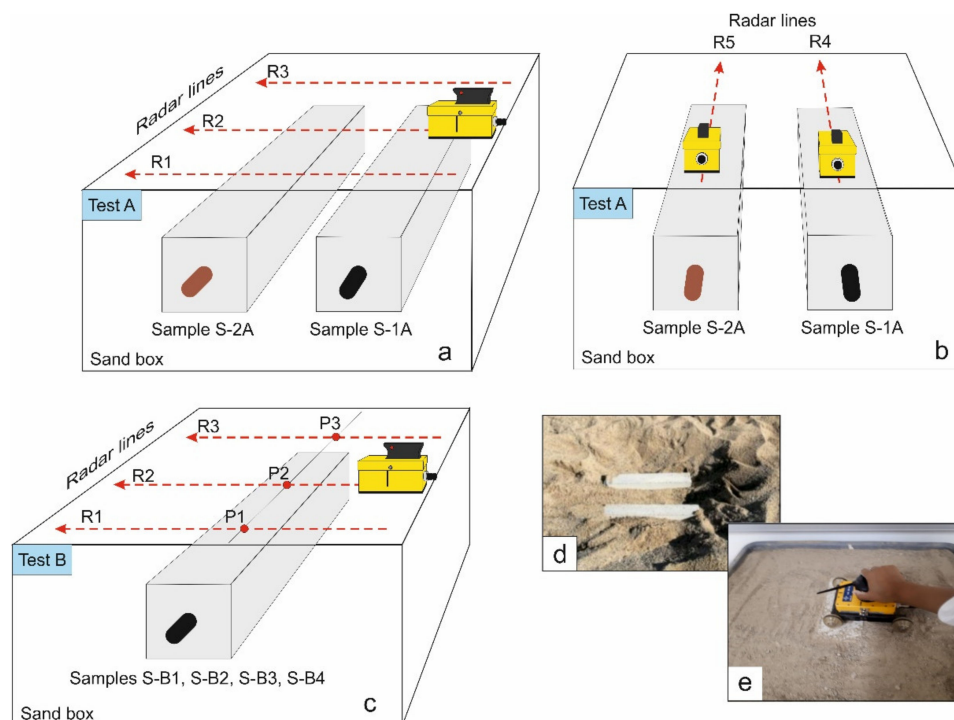 Radar lines
R3
R2
R1
Test A
Sample S-2A
Sample S-1A
Sand box
a
Radar lines
R5
R4
Test A
Sample S-2A
Sample S-1A
Sand box
b
Radar lines
R3
P3
R2
P2
R1
P1
Test B
Samples S-B1, S-B2, S-B3, S-B4
Sand box
c
d
e